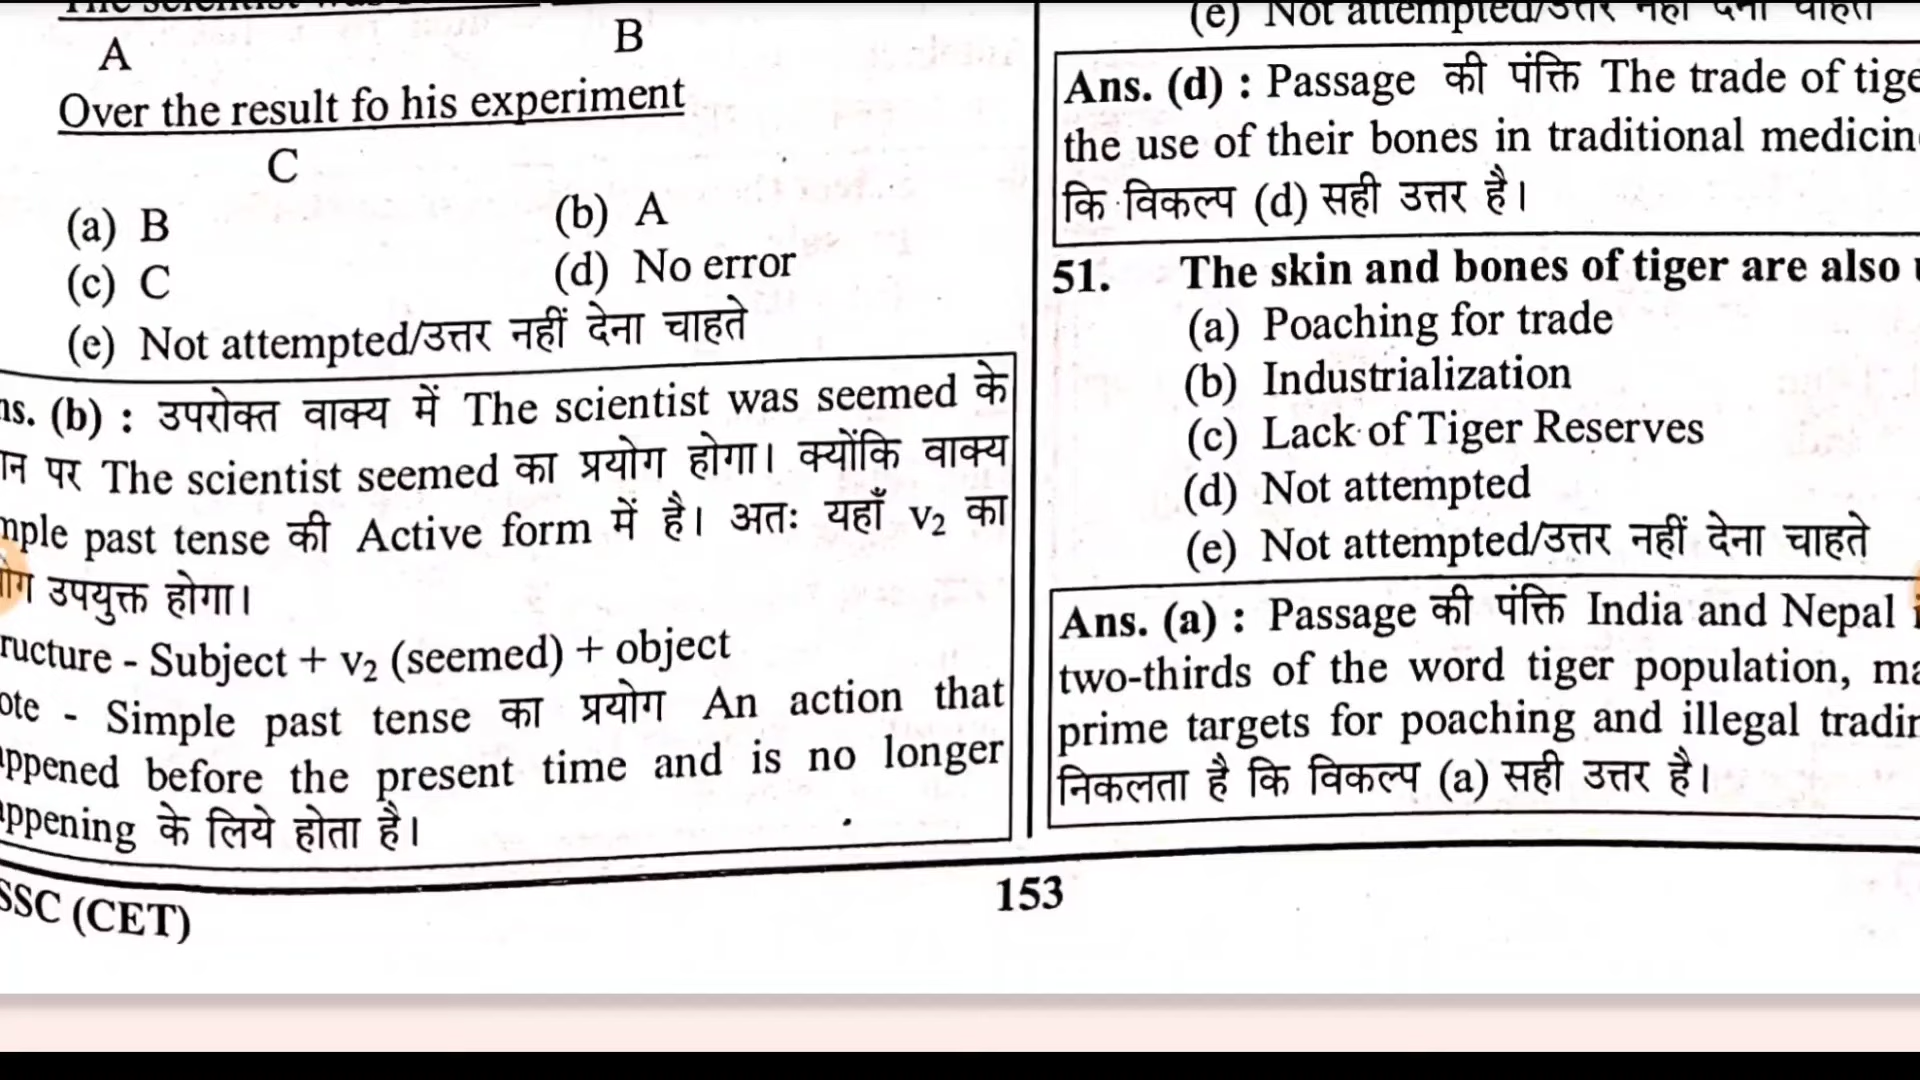 The scientist was
A
B
Over the result fo his experiment
C
(a) B
(b) A
(c) C
(d) No error
(e) Not attempted/उत्तर नहीं देना चाहते
(b) : उपरोक्त वाक्य में The scientist was seemed के
पर The scientist seemed का प्रयोग होगा। क्योंकि वाक्य
past tense की Active form में है। अतः यहाँ v₂ का
उपयुक्त होगा।
- Subject + v₂ (seemed) + object
- Simple past tense का प्रयोग An action that
before the present time and is no longer
के लिये होता है।
(e) Not attempted/उत्तर नहीं देना चाहते
Ans. (d) : Passage की पंक्ति The trade of
the use of their bones in traditional
कि विकल्प (d) सही उत्तर है।
51. The skin and bones of tiger are also
(a) Poaching for trade
(b) Industrialization
(c) Lack of Tiger Reserves
(d) Not attempted
(e) Not attempted/उत्तर नहीं देना चाहते
Ans. (a) : Passage की पंक्ति India and Nepal
two-thirds of the word tiger population,
prime targets for poaching and illegal
निकलता है कि विकल्प (a) सही उत्तर है।
SSC (CET)
153